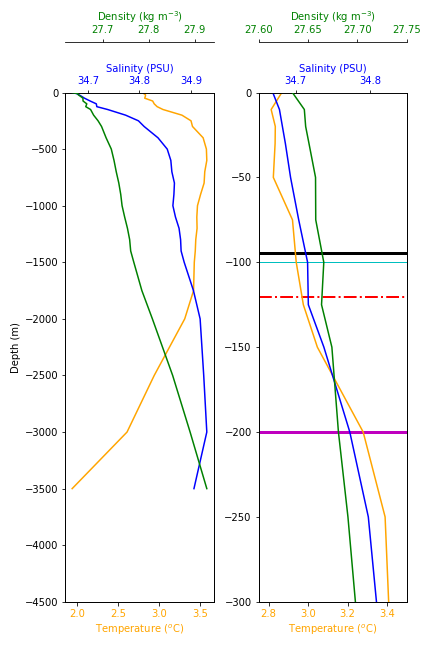 Density (kg m⁻³)
27.7 27.8 27.9
Salinity (PSU)
34.7 34.8 34.9
0
−500
−1000
−1500
−2000
−2500
−3000
−3500
−4000
−4500
Depth (m)
2.0 2.5 3.0 3.5
Temperature (°C)
Density (kg m⁻³)
27.60 27.65 27.70 27.75
Salinity (PSU)
34.7 34.8
0
−50
−100
−150
−200
−250
−300
2.8 3.0 3.2 3.4
Temperature (°C)